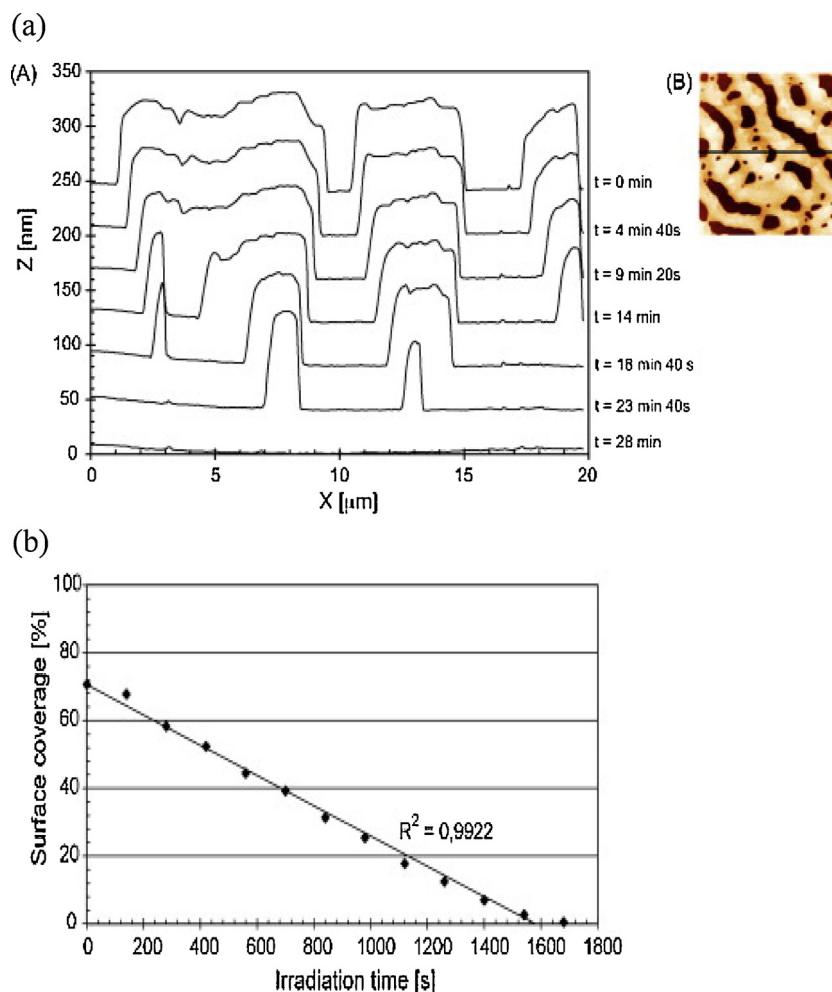 (a)
(A)
(B)
350
300
250
200
150
100
50
0
Z [nm]
0
5
10
15
20
X [μm]
t = 0 min
t = 4 min 40s
t = 9 min 20s
t = 14 min
t = 18 min 40 s
t = 23 min 40s
t = 28 min
(b)
100
80
60
40
20
0
Surface coverage [%]
R² = 0,9922
0
200
400
600
800
1000
1200
1400
1600
1800
Irradiation time [s]